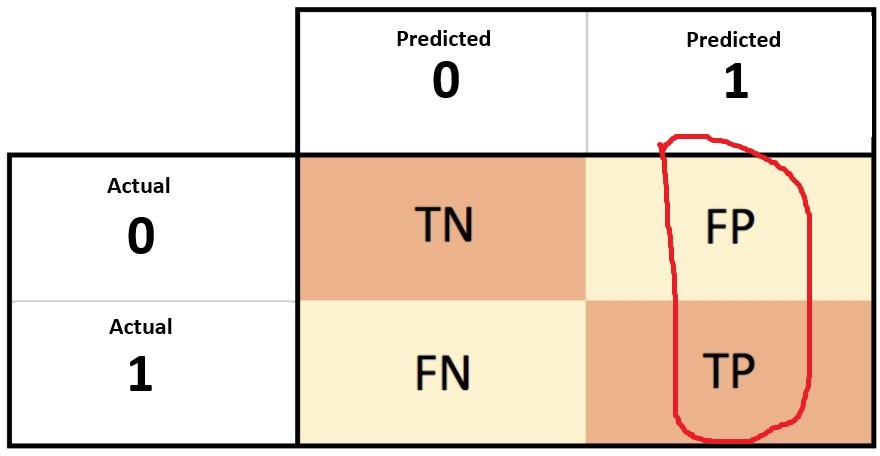 Predicted
0
Predicted
1
Actual
0
TN
FP
Actual
1
FN
TP